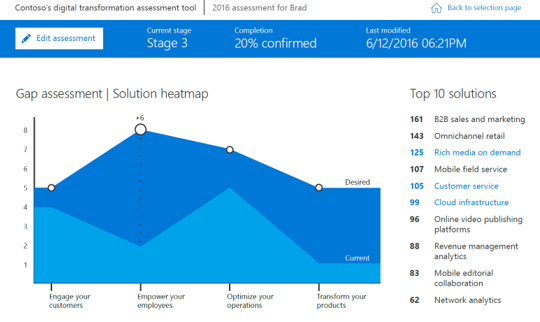 Contoso's digital transformation assessment tool
2016 assessment for Brad
Back to selection page
Edit assessment
Current stage
Stage 3
Completion
20% confirmed
Last modified
6/12/2016 06:21PM
Gap assessment | Solution heatmap
+6
8
7
6
5
4
3
2
1
Desired
Current
Engage your
customers
Empower your
employees
Optimize your
operations
Transform your
products
Top 10 solutions
161 B2B sales and marketing
143 Omnichannel retail
125 Rich media on demand
107 Mobile field service
105 Customer service
99 Cloud infrastructure
96 Online video publishing
platforms
88 Revenue management
analytics
83 Mobile editorial
collaboration
62 Network analytics